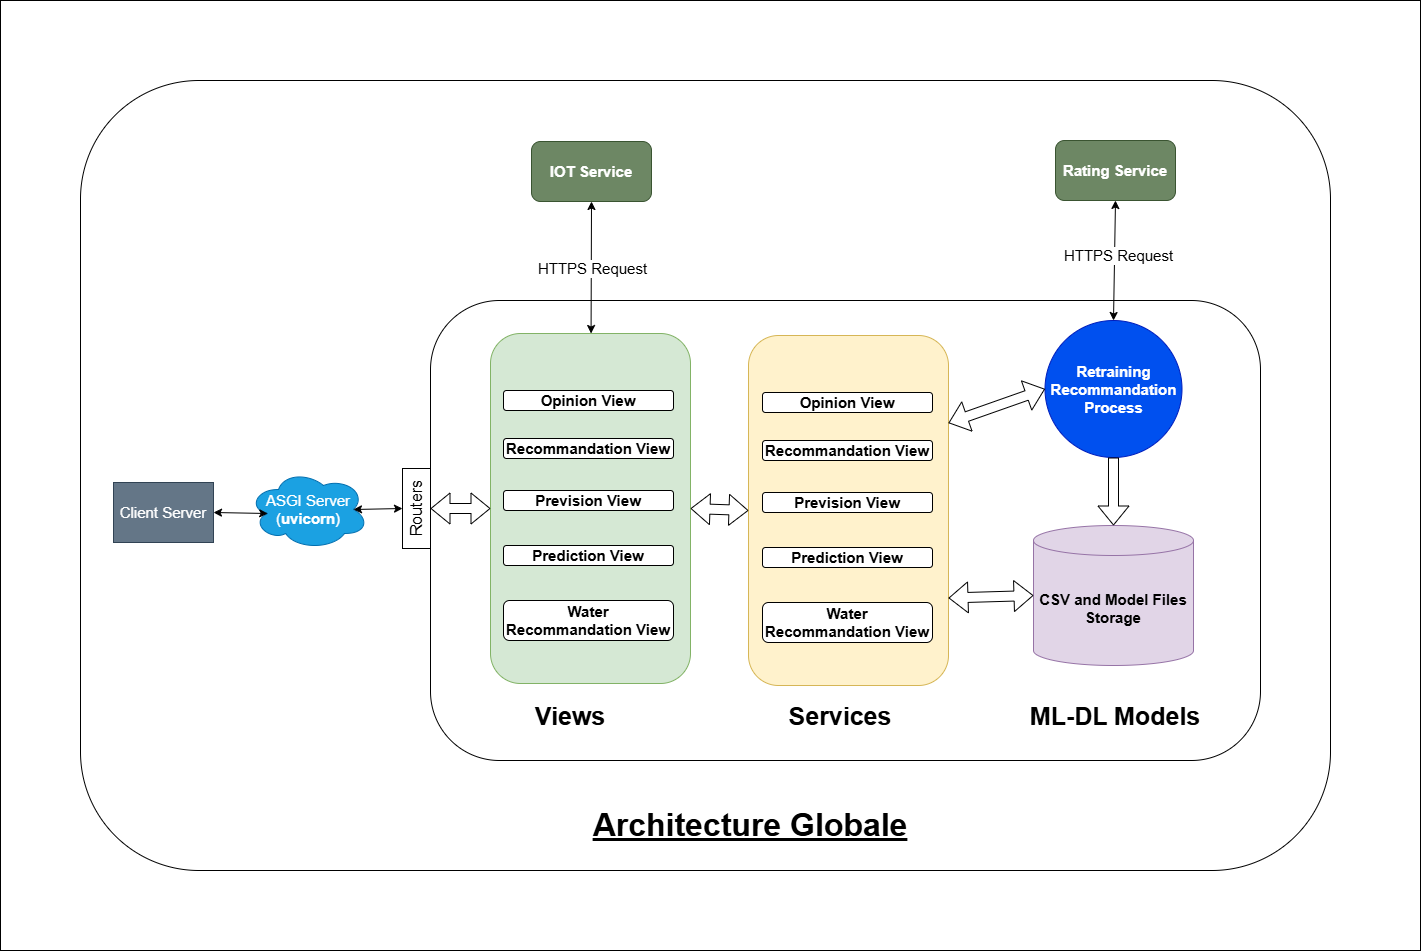 IOT Service
Rating Service
HTTPS Request
HTTPS Request
Client Server
ASGI Server
(uvicorn)
Routers
Opinion View
Recommandation View
Prevision View
Prediction View
Water
Recommandation View
Views
Opinion View
Recommandation View
Prevision View
Prediction View
Water
Recommandation View
Services
Retraining
Recommandation
Process
CSV and Model Files
Storage
ML-DL Models
Architecture Globale